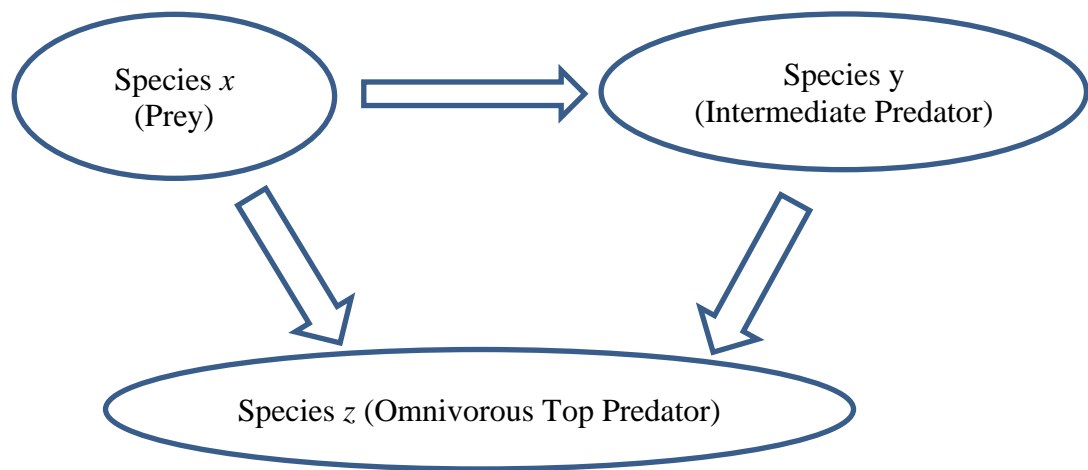 Species x
(Prey)
Species y
(Intermediate Predator)
Species z (Omnivorous Top Predator)